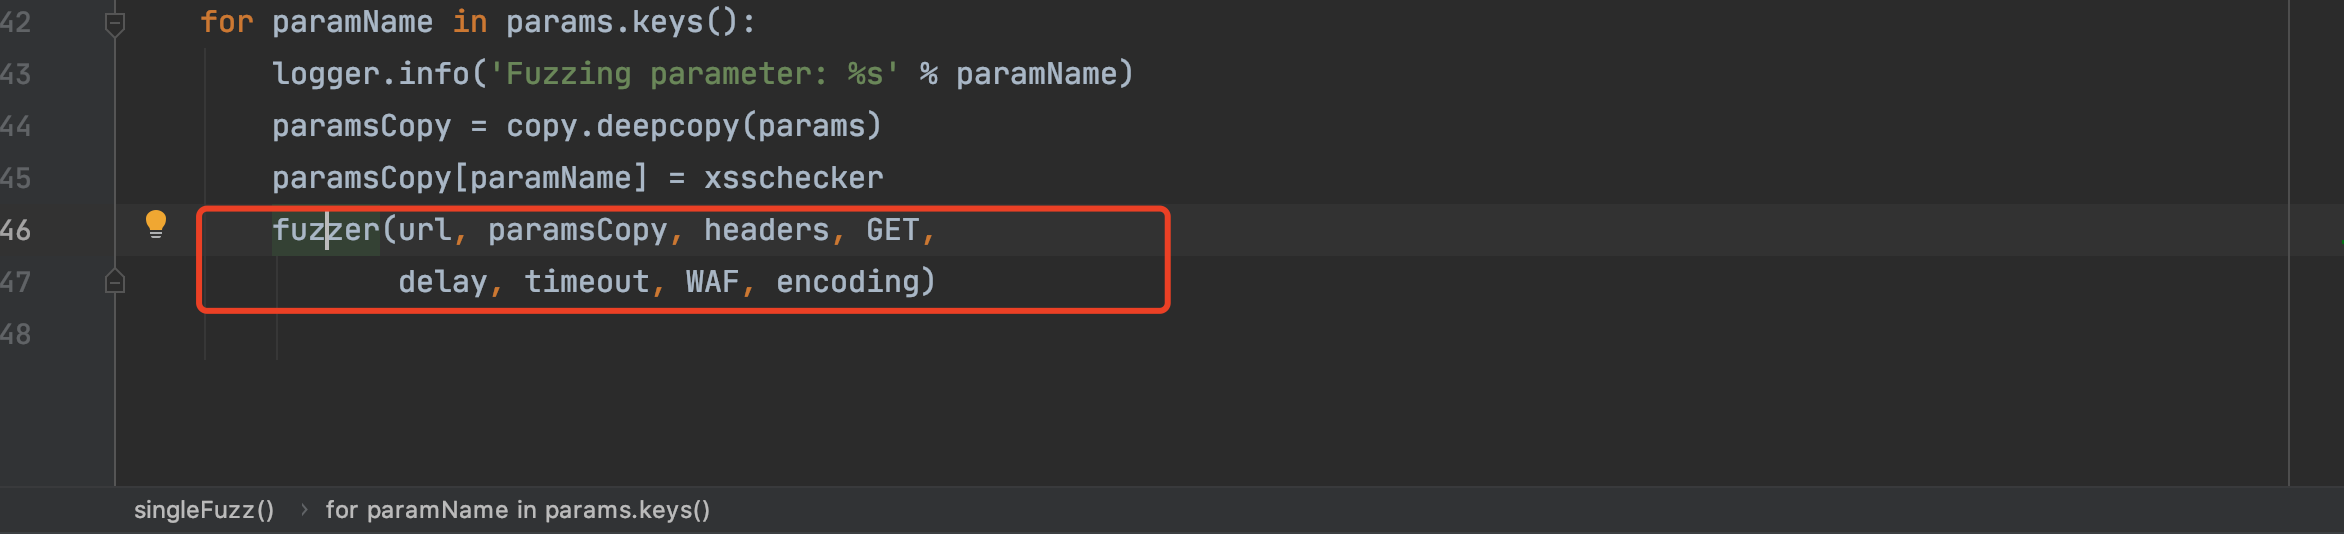 42 for paramName in params.keys():
43 logger.info('Fuzzing parameter: %s' % paramName)
44 paramsCopy = copy.deepcopy(params)
45 paramsCopy[paramName] = xsschecker
46 fuzzer(url, paramsCopy, headers, GET,
47 delay, timeout, WAF, encoding)
48
singleFuzz() › for paramName in params.keys()